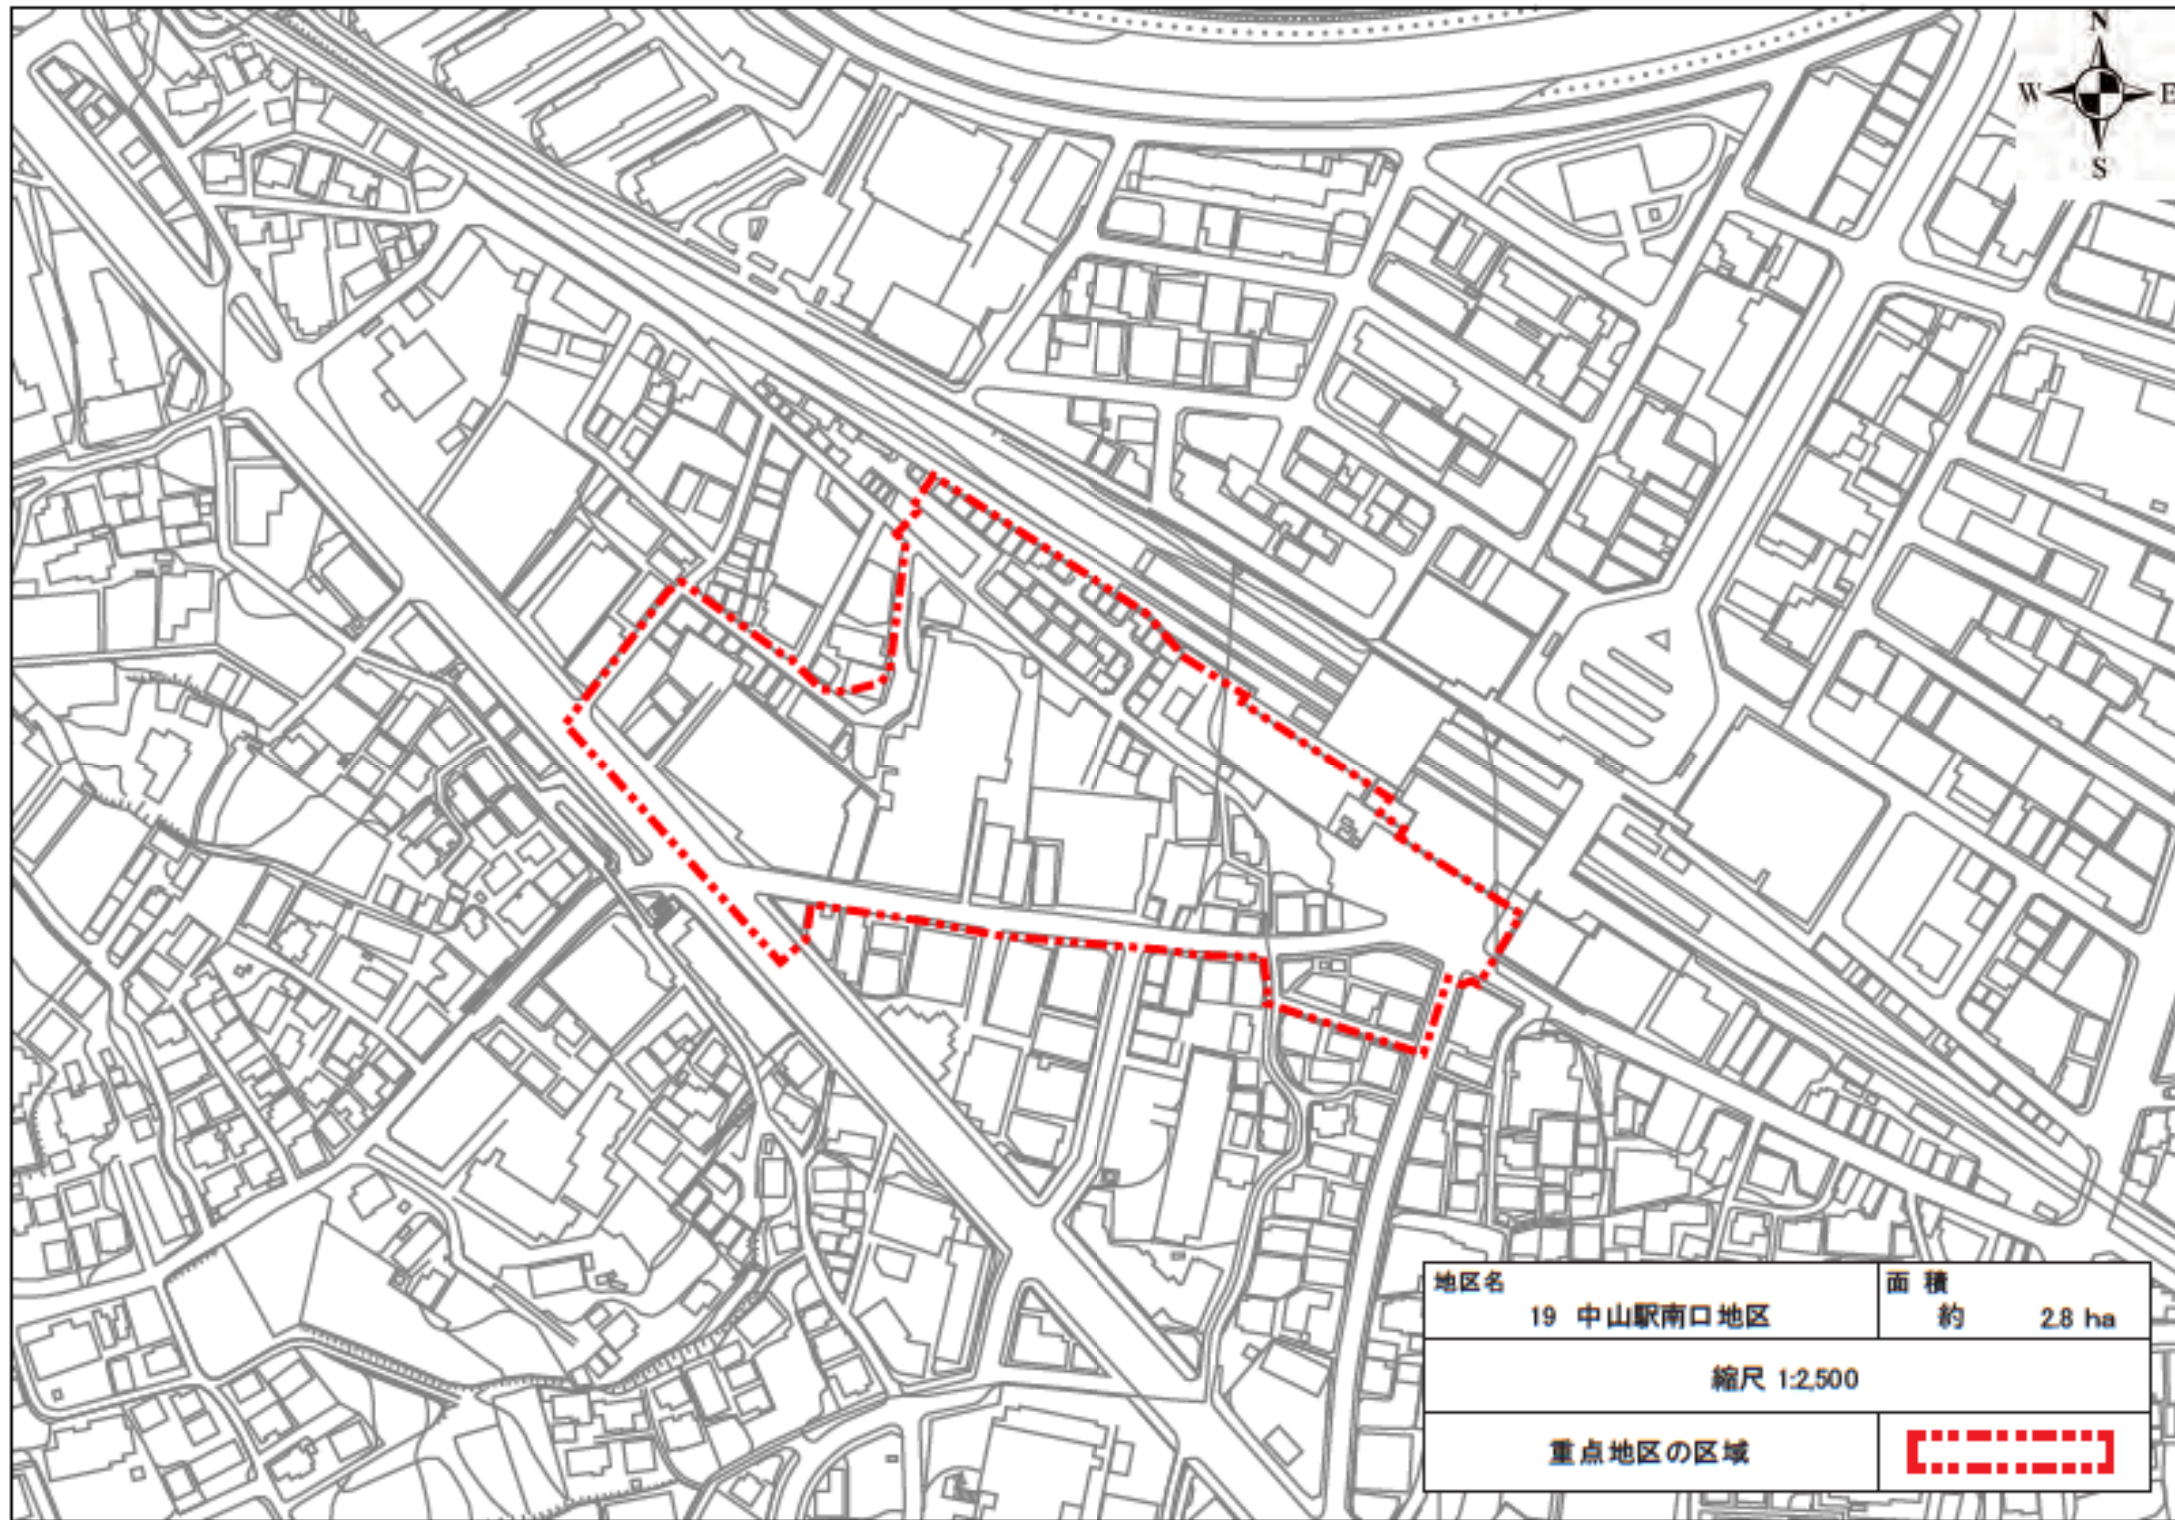 N
W E
S
地区名
19 中山駅南口地区
面 積
約 2.8 ha
縮尺 1:2,500
重点地区の区域